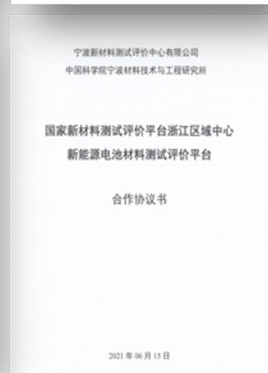 宁波新材料测试评价中心有限公司
中国科学院宁波材料技术与工程研究所
国家新材料测试评价平台浙江区域中心
新能源电池材料测试评价平台
合作协议书
2021 年 06 月 15 日